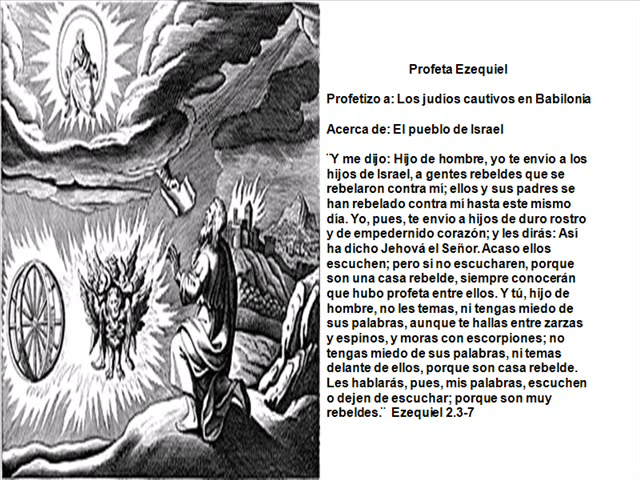 Profeta Ezequiel
Profetizo a: Los judíos cautivos en Babilonia
Acerca de: El pueblo de Israel
¨Y me dijo: Hijo de hombre, yo te envío a los
hijos de Israel, a gentes rebeldes que se
rebelaron contra mí; ellos y sus padres se
han rebelado contra mí hasta este mismo
día. Yo, pues, te envío a hijos de duro rostro
y de empedernido corazón; y les dirás: Así
ha dicho Jehová el Señor. Acaso ellos
escuchen; pero si no escucharen, porque
son una casa rebelde, siempre conocerán
que hubo profeta entre ellos. Y tú, hijo de
hombre, no les temas, ni tengas miedo de
sus palabras, aunque te hallas entre zarzas
y espinos, y moras con escorpiones; no
tengas miedo de sus palabras, ni temas
delante de ellos, porque son casa rebelde.
Les hablarás, pues, mis palabras, escuchen
o dejen de escuchar; porque son muy
rebeldes.¨ Ezequiel 2.3-7